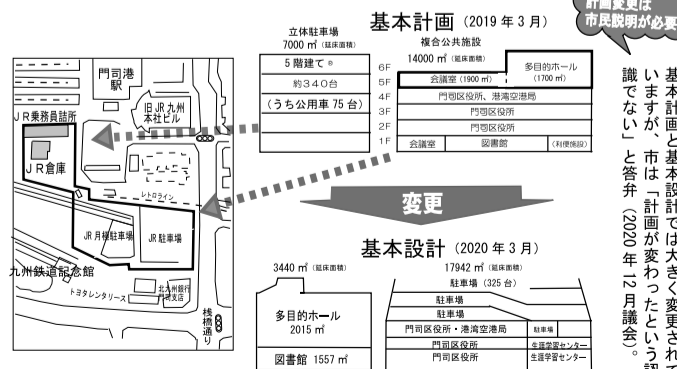 計画変更は
市民説明が必要
基本計画と基本設計では大きく変更されて
いますが、市は「計画が変わったという認
識でない」と答弁（2020年12月議会）。
基本計画（2019年3月）
立体駐車場
7000㎡（延床面積）
5階建て®
約340台
（うち公用車75台）
複合公共施設
14000㎡（延床面積）
6F
5F
4F
3F
2F
1F
会議室（1900㎡）
多目的ホール
（1700㎡）
門司区役所、港湾空港局
門司区役所
門司区役所
会議室
図書館
（利便施設）
門司港
駅
旧JR九州
本社ビル
JR乗務員詰所
JR倉庫
レトロライン
JR月極駐車場
JR駐車場
九州鉄道記念館
トヨタレンタリース
北九州銀行
門司支店
桟橋通り
変更
基本設計（2020年3月）
3440㎡（延床面積）
多目的ホール
2015㎡
図書館 1557㎡
17942㎡（延床面積）
駐車場（325台）
駐車場
駐車場
門司区役所・港湾空港局
駐車場
門司区役所
生涯学習センター
門司区役所
生涯学習センター